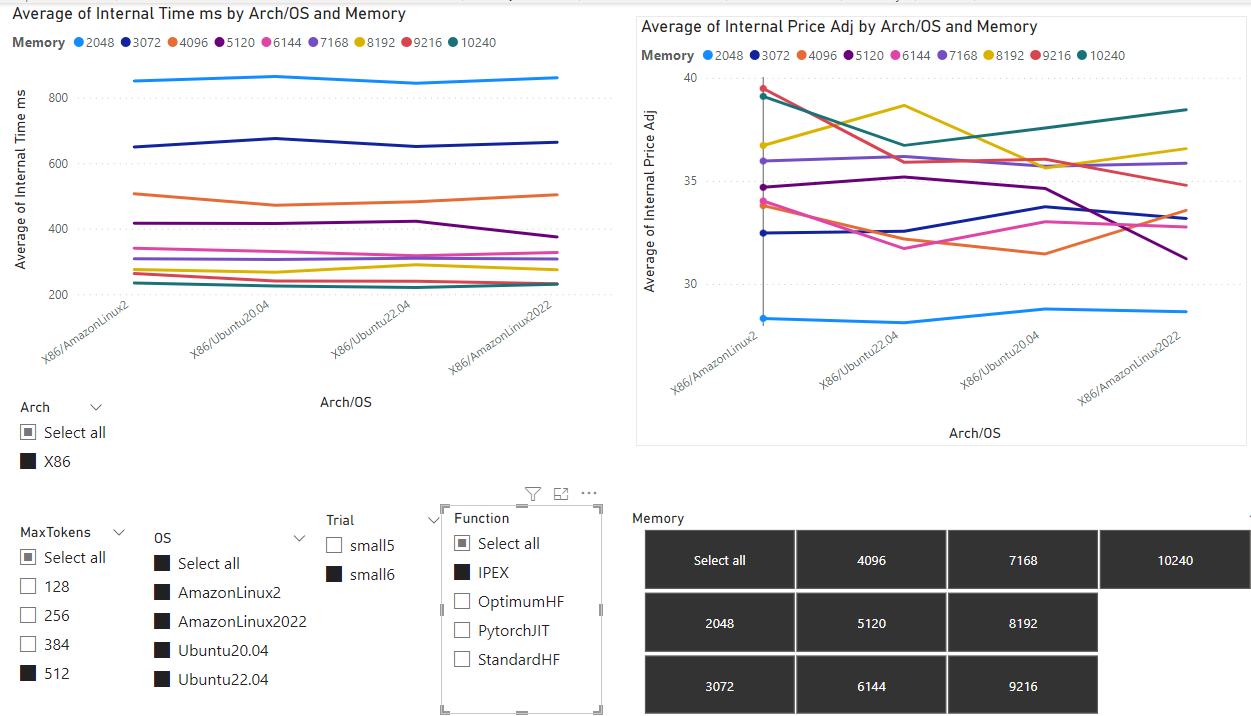 Average of Internal Time ms by Arch/OS and Memory
Memory 2048 3072 4096 5120 6144 7168 8192 9216 10240
Average of Internal Time ms
800
600
400
200
X86/AmazonLinux2
X86/Ubuntu20.04
X86/Ubuntu22.04
X86/AmazonLinux2022
Arch/OS
Average of Internal Price Adj by Arch/OS and Memory
Memory 2048 3072 4096 5120 6144 7168 8192 9216 10240
Average of Internal Price Adj
40
35
30
X86/AmazonLinux2
X86/Ubuntu22.04
X86/Ubuntu20.04
X86/AmazonLinux2022
Arch/OS
Arch
Select all
X86
MaxTokens
Select all
128
256
384
512
OS
Select all
AmazonLinux2
AmazonLinux2022
Ubuntu20.04
Ubuntu22.04
Trial
small5
small6
Function
Select all
IPEX
OptimumHF
PytorchJIT
StandardHF
Memory
Select all 4096 7168 10240
2048 5120 8192
3072 6144 9216